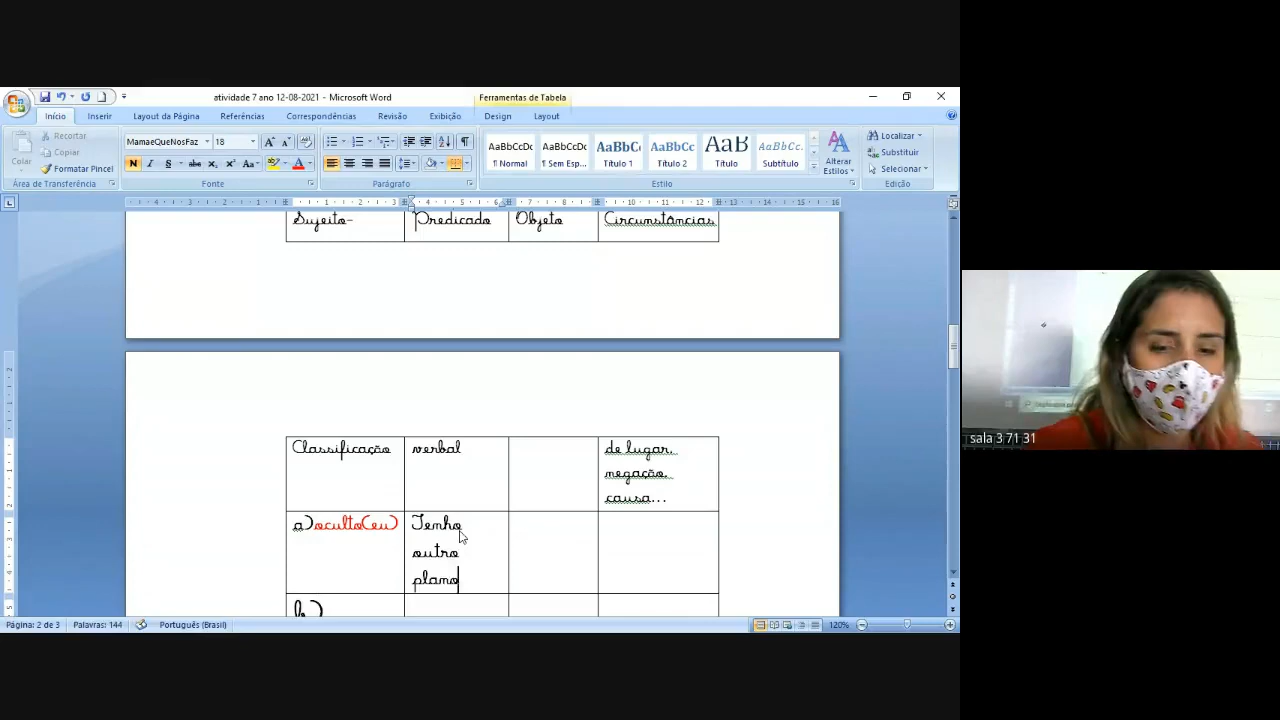 atividade 7 ano 12-08-2021 - Microsoft Word
Ferramentas de Tabela
Início Inserir Layout da Página Referências Correspondências Revisão Exibição Design Layout
Colar
Recortar
Copiar
Formatar Pincel
Área de Transferência
MamaeQueNosFaz 18
Fonte
Parágrafo
AaBbCcDc AaBbCcDc AaBbCc AaBbCc AaB AaBbCc.
¶ Normal ¶ Sem Esp... Título 1 Título 2 Título Subtítulo
Alterar
Estilos
Estilo
Localizar
Substituir
Selecionar
Edição
Sujeito- Predicado Objeto Circunstâncias
Classificação verbal de lugar,
negação,
causa...
a)oculto(eu) Tenho
outro
plano
b)
Página: 2 de 3 Palavras: 144 Português (Brasil) 120%
sala 3 71 31